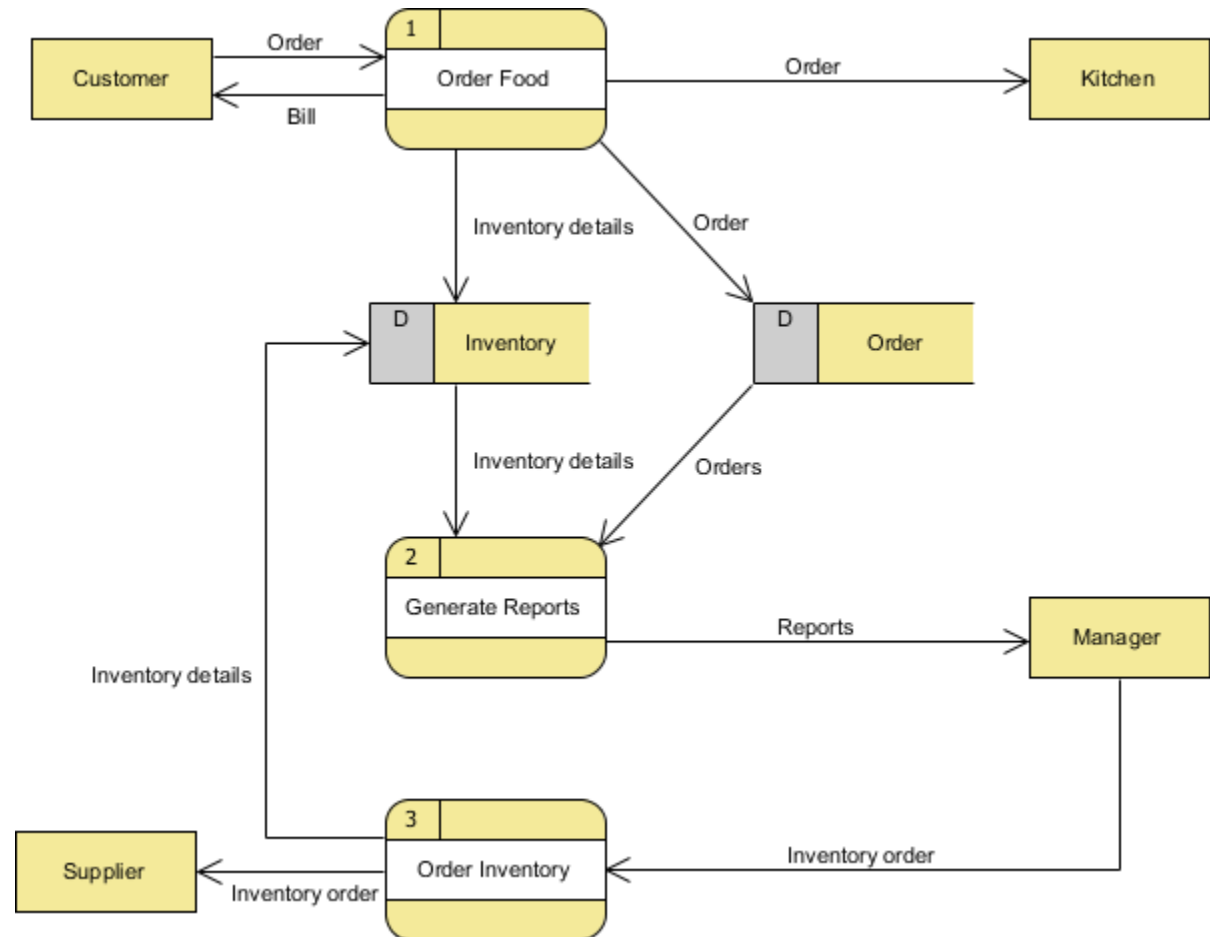 1
Order
Customer
Order Food
Order
Kitchen
Bill
Inventory details
Order
D
Inventory
D
Order
Inventory details
Orders
2
Generate Reports
Reports
Manager
Inventory details
3
Order Inventory
Inventory order
Supplier
Inventory order